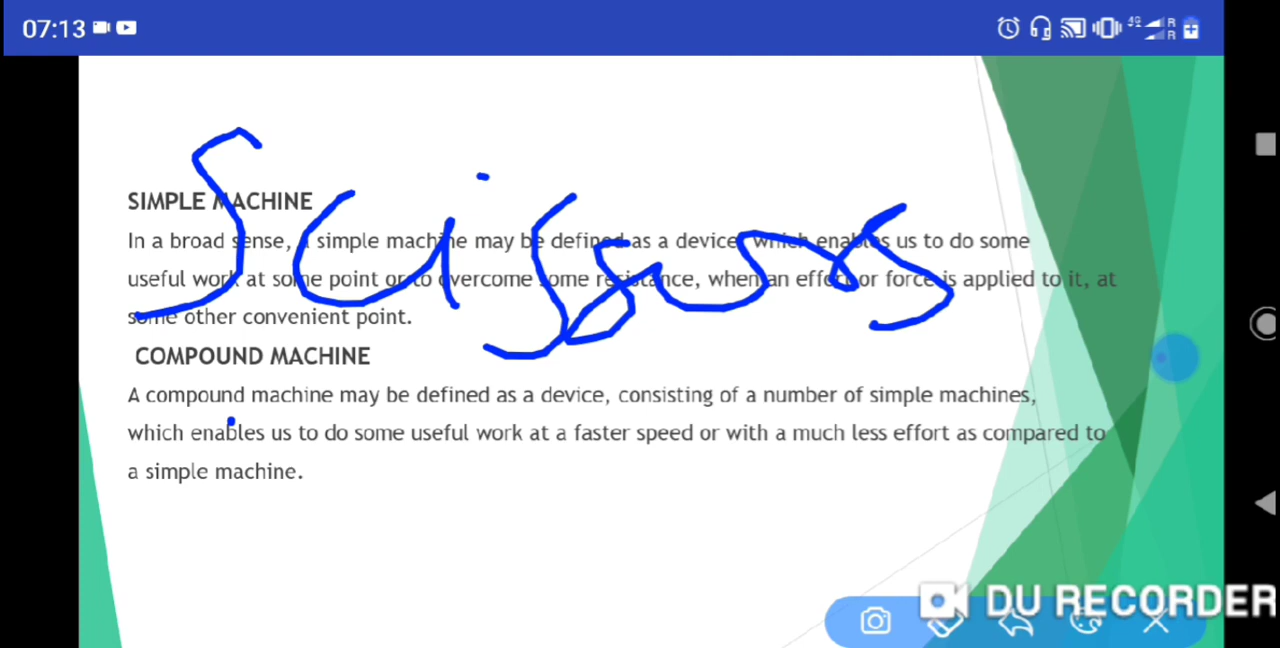 07:13
4G R
R
Scissors
SIMPLE MACHINE
In a broad sense, a simple machine may be defined as a device, which enables us to do some
useful work at some point or to overcome some resistance, when an effort or force is applied to it, at
some other convenient point.
COMPOUND MACHINE
A compound machine may be defined as a device, consisting of a number of simple machines,
which enables us to do some useful work at a faster speed or with a much less effort as compared to
a simple machine.
DU RECORDER